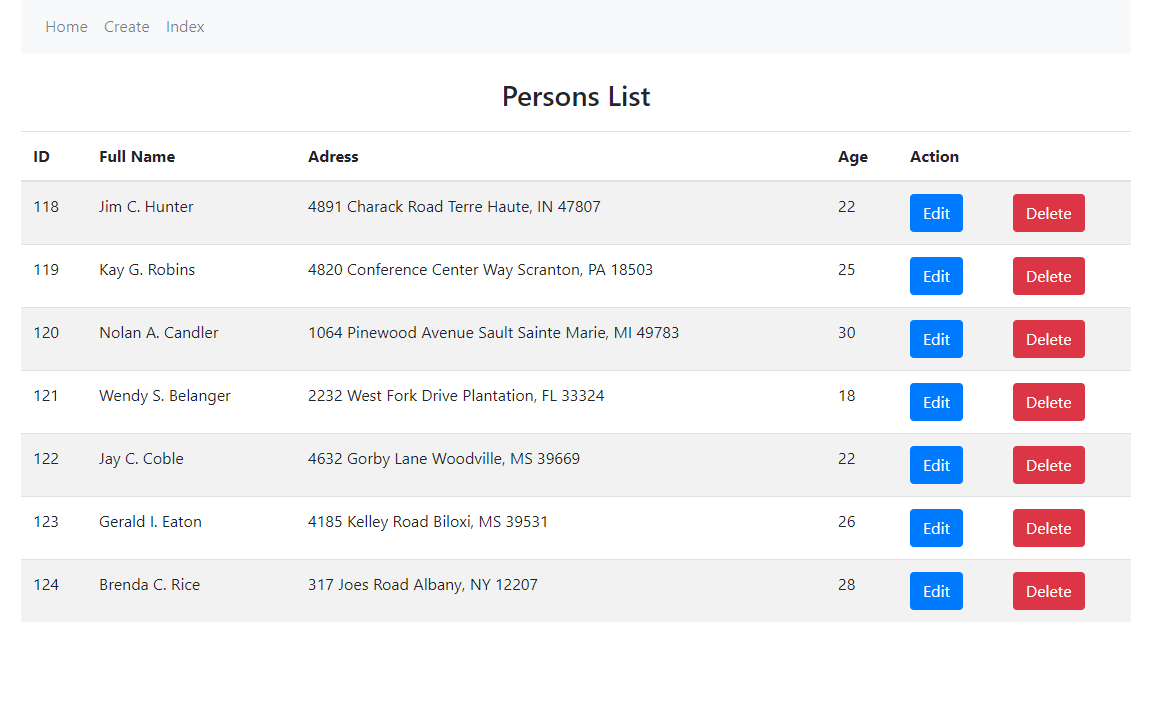 Home Create Index
Persons List
ID Full Name Adress Age Action
118 Jim C. Hunter 4891 Charack Road Terre Haute, IN 47807 22 Edit Delete
119 Kay G. Robins 4820 Conference Center Way Scranton, PA 18503 25 Edit Delete
120 Nolan A. Candler 1064 Pinewood Avenue Sault Sainte Marie, MI 49783 30 Edit Delete
121 Wendy S. Belanger 2232 West Fork Drive Plantation, FL 33324 18 Edit Delete
122 Jay C. Coble 4632 Gorby Lane Woodville, MS 39669 22 Edit Delete
123 Gerald I. Eaton 4185 Kelley Road Biloxi, MS 39531 26 Edit Delete
124 Brenda C. Rice 317 Joes Road Albany, NY 12207 28 Edit Delete